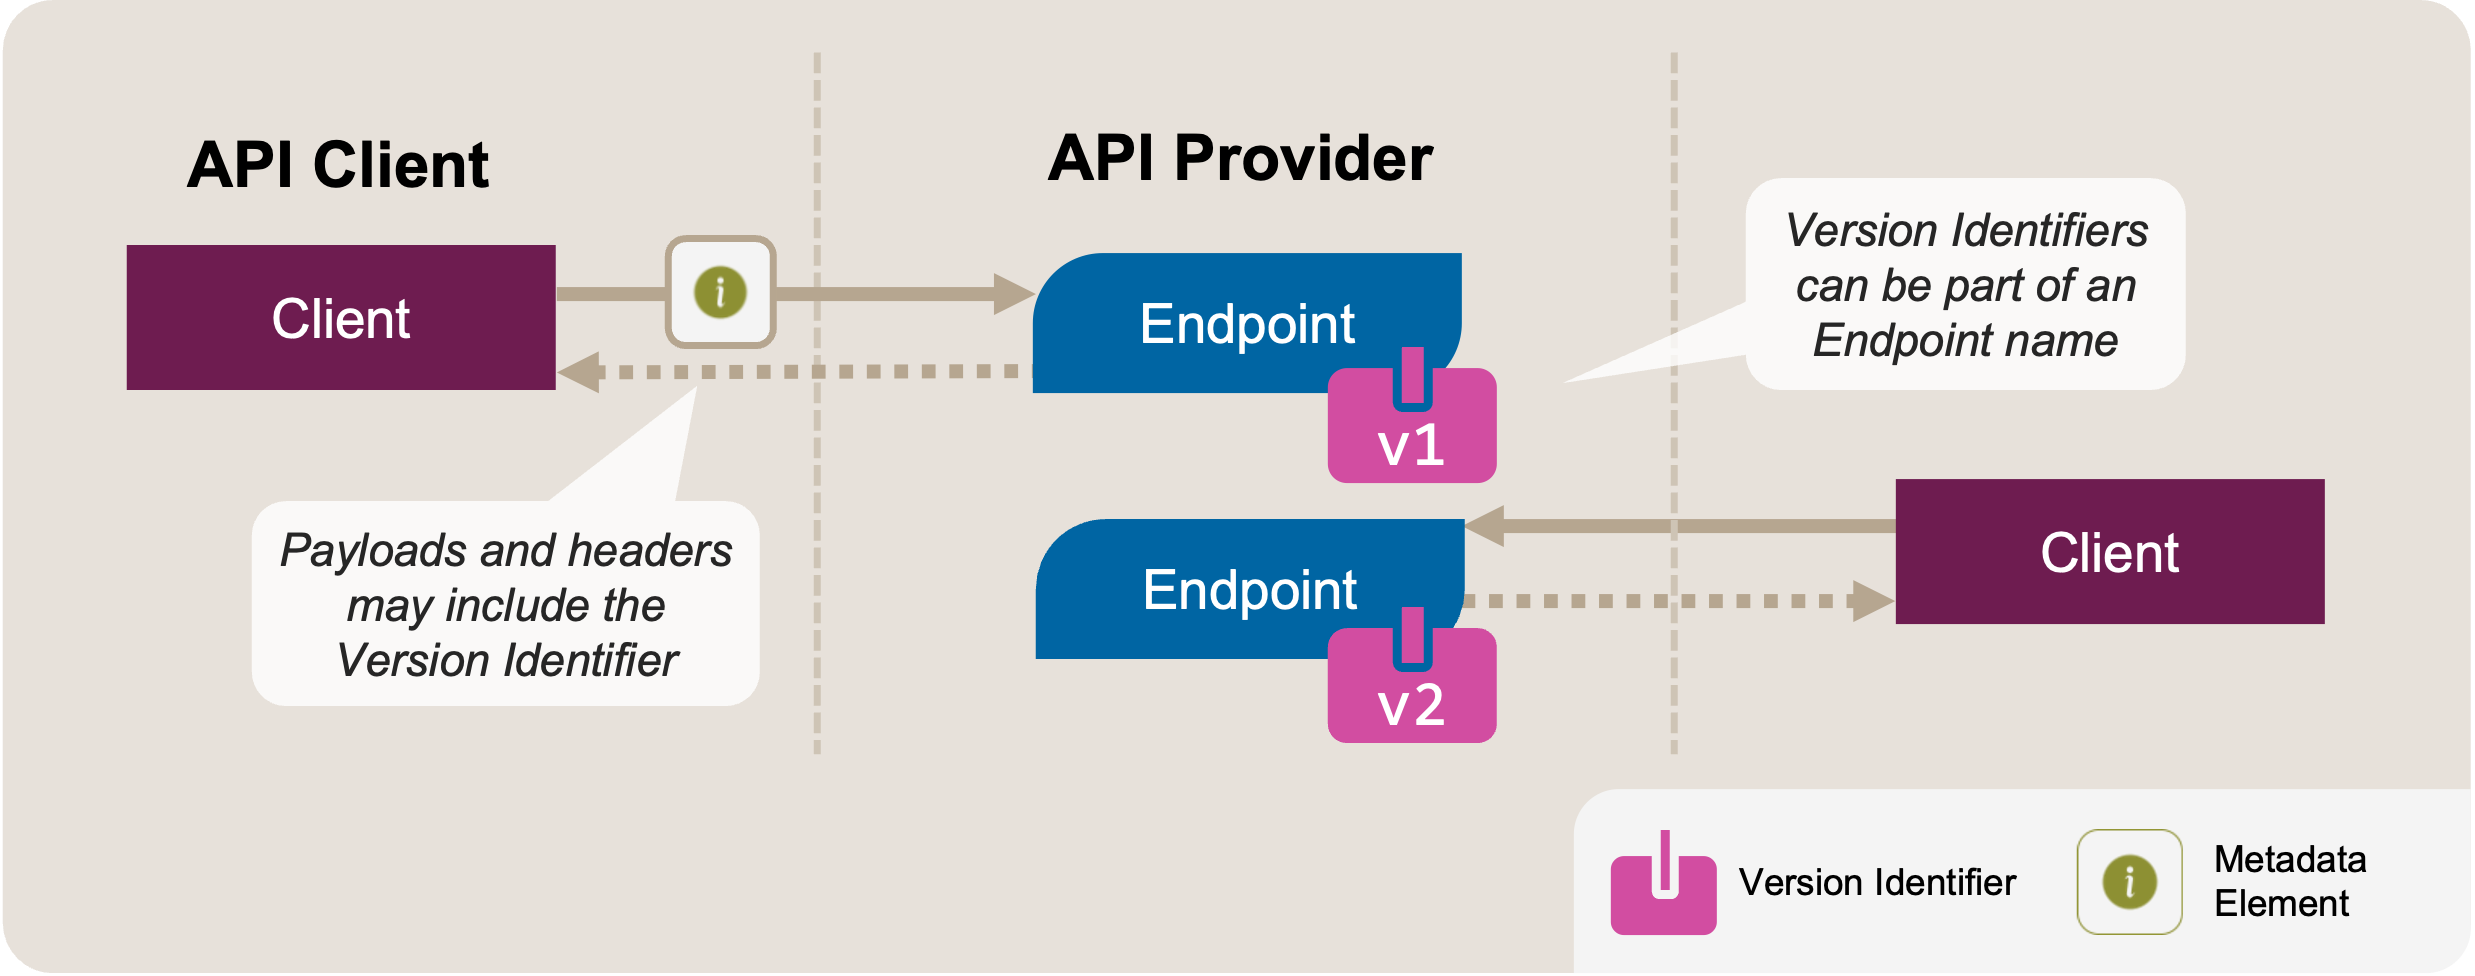 API Client
API Provider
Client
i
Endpoint
v1
Version Identifiers
can be part of an
Endpoint name
Payloads and headers
may include the
Version Identifier
Endpoint
v2
Client
Version Identifier
i
Metadata
Element